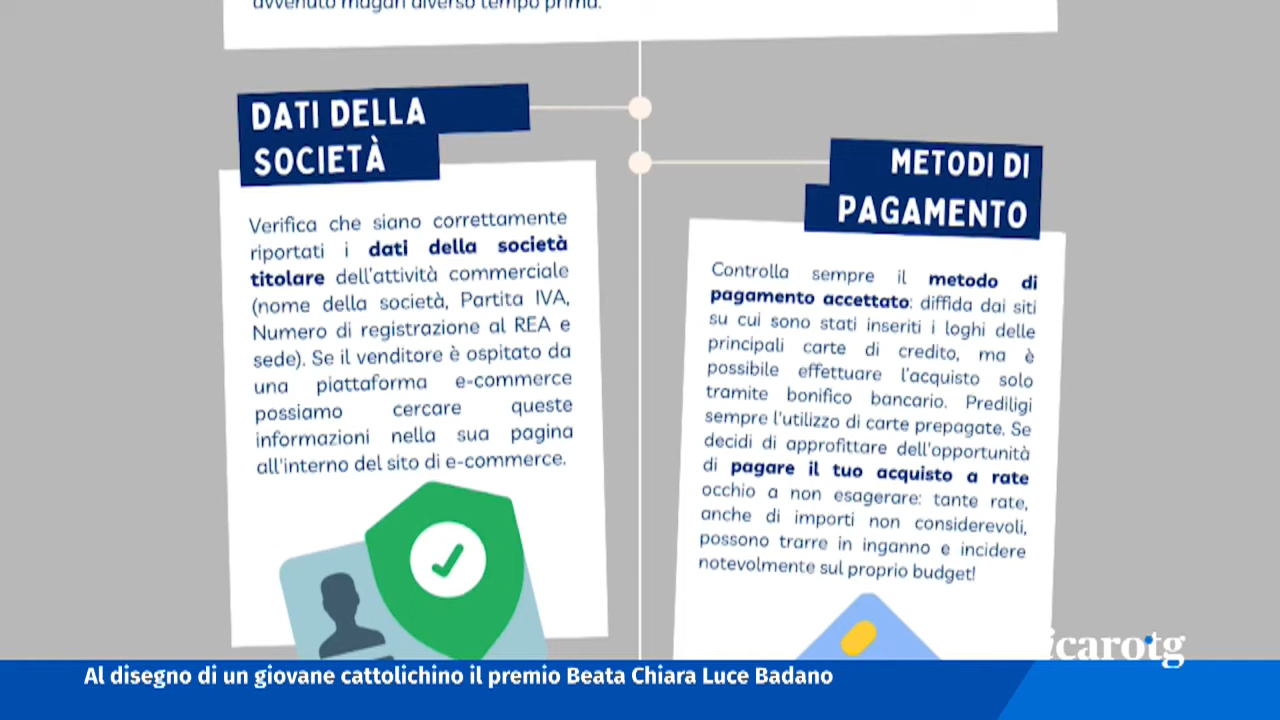 avvenuto magari diverso tempo prima.
DATI DELLA
SOCIETÀ
Verifica che siano correttamente
riportati i dati della società
titolare dell'attività commerciale
(nome della società, Partita IVA,
Numero di registrazione al REA e
sede). Se il venditore è ospitato da
una piattaforma e-commerce
possiamo cercare queste
informazioni nella sua pagina
all'interno del sito di e-commerce.
METODI DI
PAGAMENTO
Controlla sempre il metodo di
pagamento accettato: diffida dai siti
su cui sono stati inseriti i loghi delle
principali carte di credito, ma è
possibile effettuare l'acquisto solo
tramite bonifico bancario. Prediligi
sempre l'utilizzo di carte prepagate. Se
decidi di approfittare dell'opportunità
di pagare il tuo acquisto a rate
occhio a non esagerare: tante rate,
anche di importi non considerevoli,
possono trarre in inganno e incidere
notevolmente sul proprio budget!
icarotg
Al disegno di un giovane cattolichino il premio Beata Chiara Luce Badano